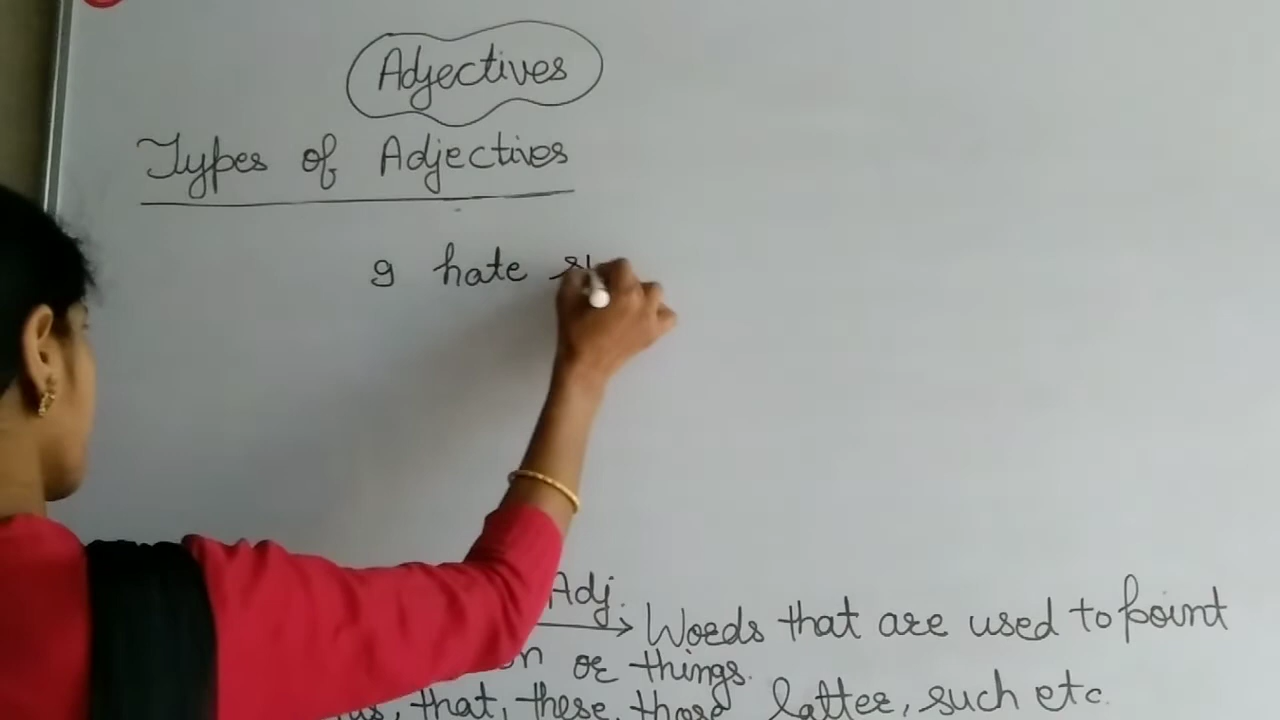 Adjectives
Types of Adjectives
I hate
Adj. → Words that are used to point
or things.
that, these, those, latter, such etc.